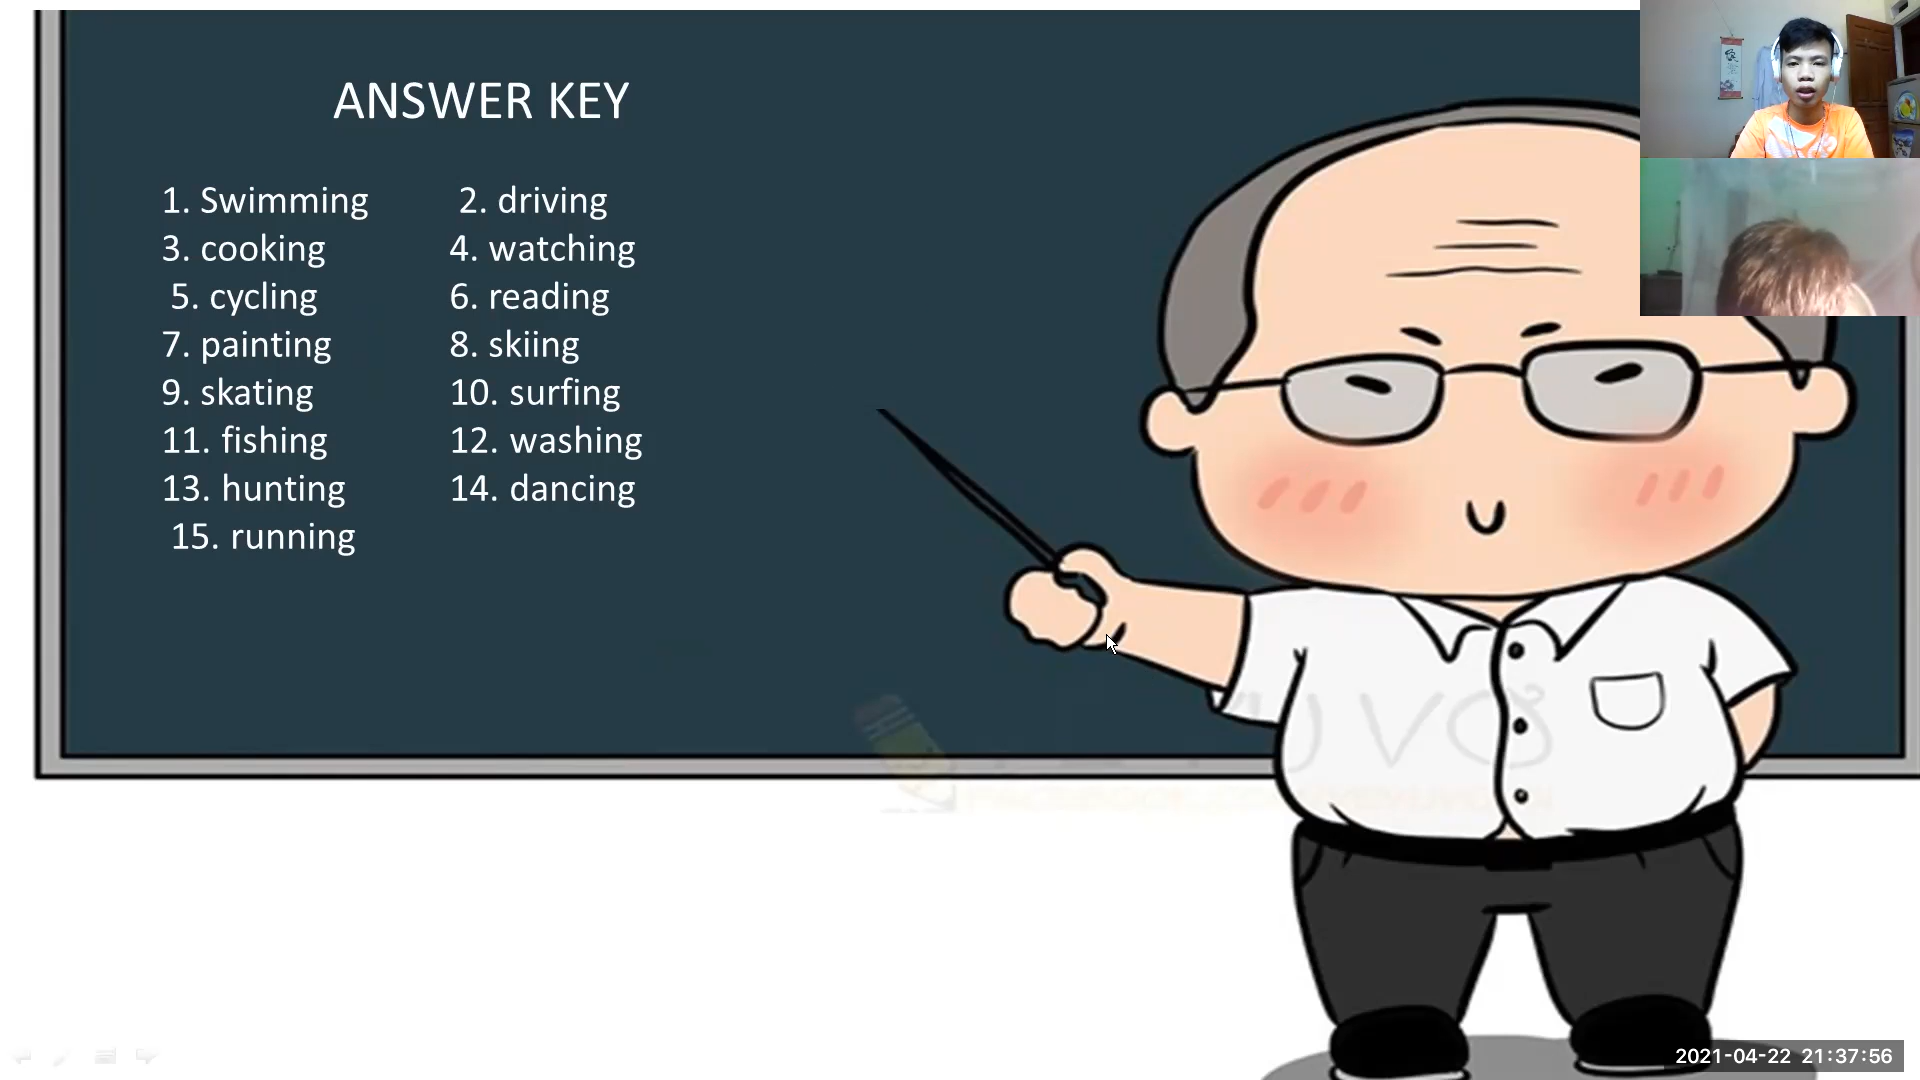 ANSWER KEY
1. Swimming 2. driving
3. cooking 4. watching
5. cycling 6. reading
7. painting 8. skiing
9. skating 10. surfing
11. fishing 12. washing
13. hunting 14. dancing
15. running
2021-04-22 21:37:56